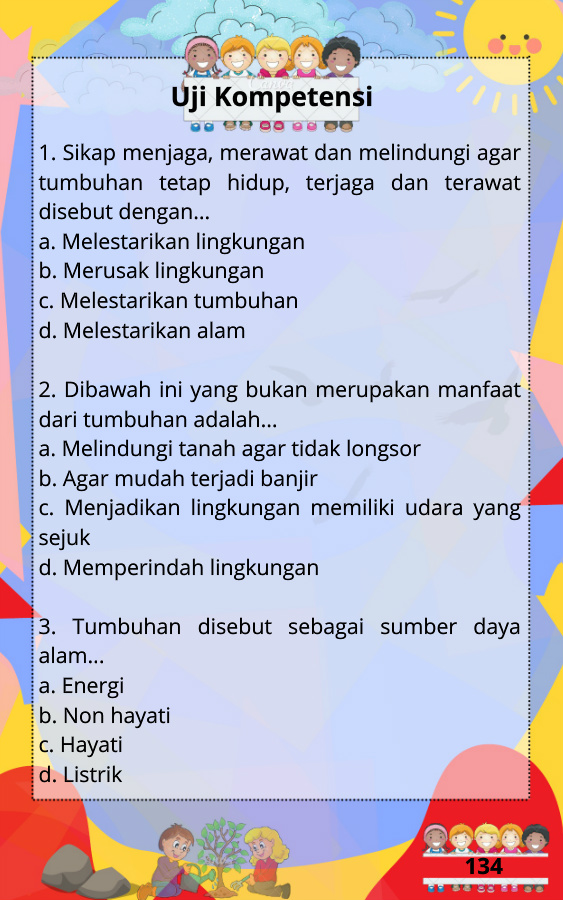 Uji Kompetensi
1. Sikap menjaga, merawat dan melindungi agar
tumbuhan tetap hidup, terjaga dan terawat
disebut dengan...
a. Melestarikan lingkungan
b. Merusak lingkungan
c. Melestarikan tumbuhan
d. Melestarikan alam
2. Dibawah ini yang bukan merupakan manfaat
dari tumbuhan adalah...
a. Melindungi tanah agar tidak longsor
b. Agar mudah terjadi banjir
c. Menjadikan lingkungan memiliki udara yang
sejuk
d. Memperindah lingkungan
3. Tumbuhan disebut sebagai sumber daya
alam...
a. Energi
b. Non hayati
c. Hayati
d. Listrik
134